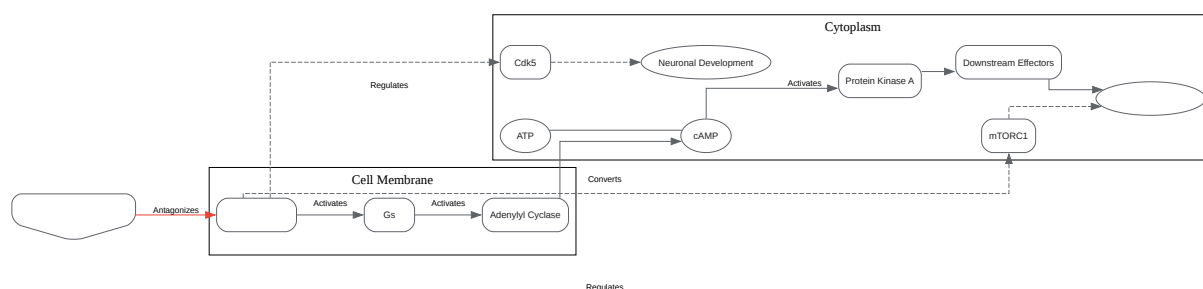 Cytoplasm
Cdk5
Neuronal Development
Downstream Effectors
Protein Kinase A
Activates
Regulates
ATP
cAMP
mTORC1
Cell Membrane
Converts
Antagonizes
Activates
Gs
Activates
Adenylyl Cyclase
Regulates